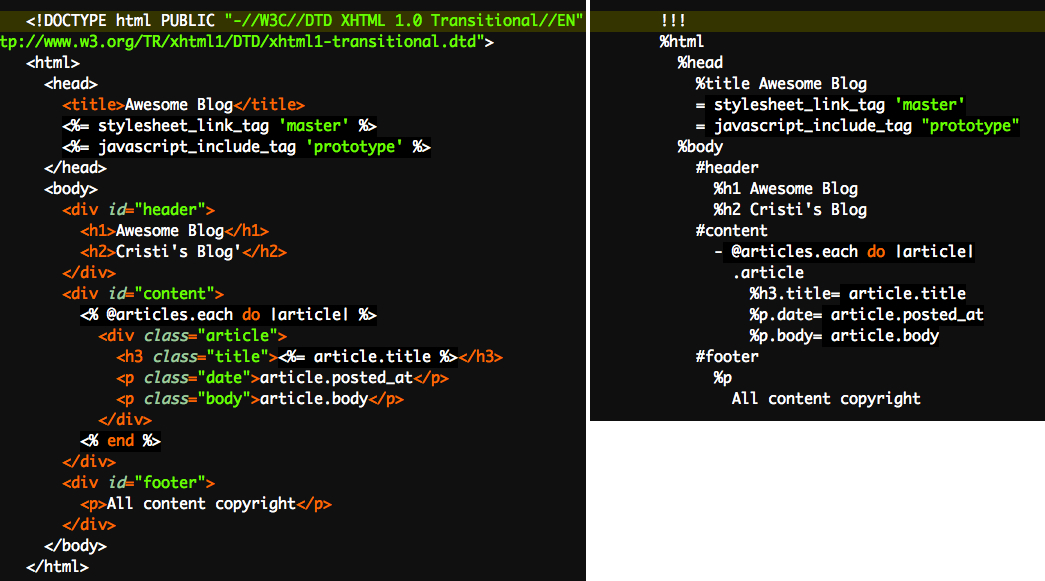 <!DOCTYPE html PUBLIC "-//W3C//DTD XHTML 1.0 Transitional//EN"
tp://www.w3.org/TR/xhtml1/DTD/xhtml1-transitional.dtd">
<html>
<head>
<title>Awesome Blog</title>
<%= stylesheet_link_tag 'master' %>
<%= javascript_include_tag 'prototype' %>
</head>
<body>
<div id="header">
<h1>Awesome Blog</h1>
<h2>Cristi's Blog'</h2>
</div>
<div id="content">
<% @articles.each do |article| %>
<div class="article">
<h3 class="title"><%= article.title %></h3>
<p class="date">article.posted_at</p>
<p class="body">article.body</p>
</div>
<% end %>
</div>
<div id="footer">
<p>All content copyright</p>
</div>
</body>
</html>
!!!
%html
%head
%title Awesome Blog
= stylesheet_link_tag 'master'
= javascript_include_tag "prototype"
%body
#header
%h1 Awesome Blog
%h2 Cristi's Blog
#content
- @articles.each do |article|
.article
%h3.title= article.title
%p.date= article.posted_at
%p.body= article.body
#footer
%p
All content copyright